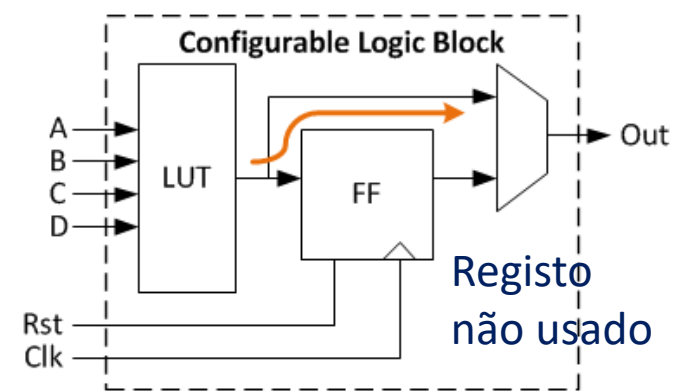 Configurable Logic Block
A
B
C
D
LUT
FF
Out
Registo
não usado
Rst
Clk